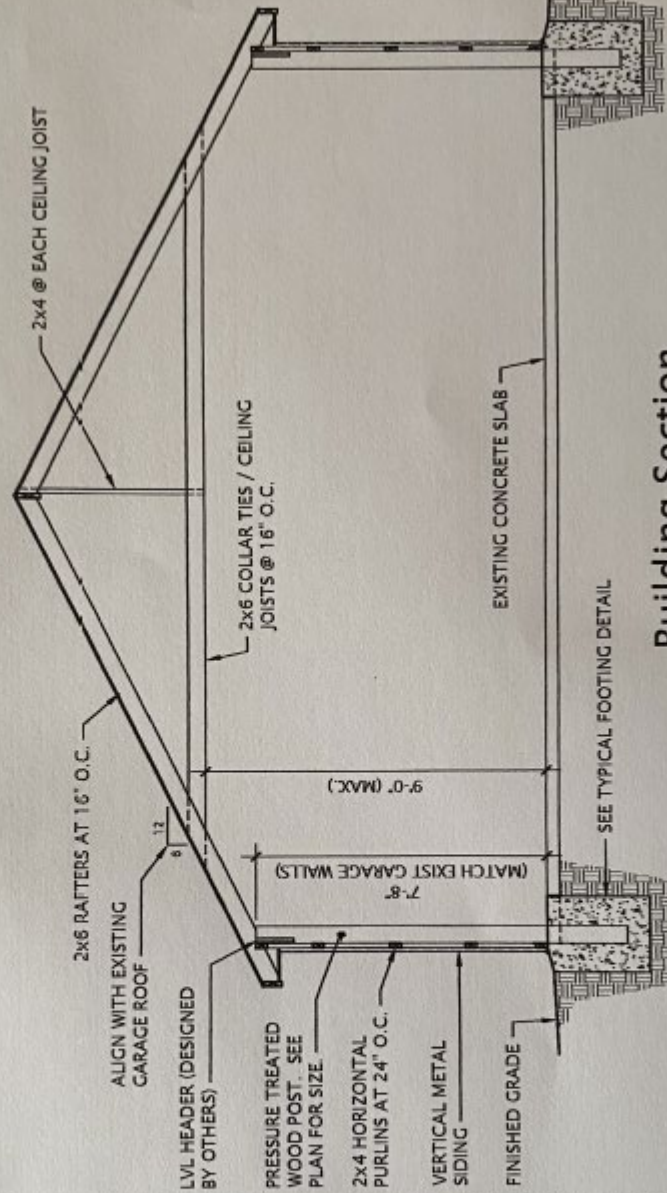 2x4 @ EACH CEILING JOIST
2x6 RAFTERS AT 16" O.C.
ALIGN WITH EXISTING
GARAGE ROOF
12
6
LVL HEADER (DESIGNED
BY OTHERS)
2x6 COLLAR TIES / CEILING
JOISTS @ 16" O.C.
PRESSURE TREATED
WOOD POST. SEE
PLAN FOR SIZE.
2x4 HORIZONTAL
PURLINS AT 24" O.C.
VERTICAL METAL
SIDING
FINISHED GRADE
7'-8"
(MATCH EXIST GARAGE WALLS)
9'-0" (MAX.)
EXISTING CONCRETE SLAB
SEE TYPICAL FOOTING DETAIL
Building Section